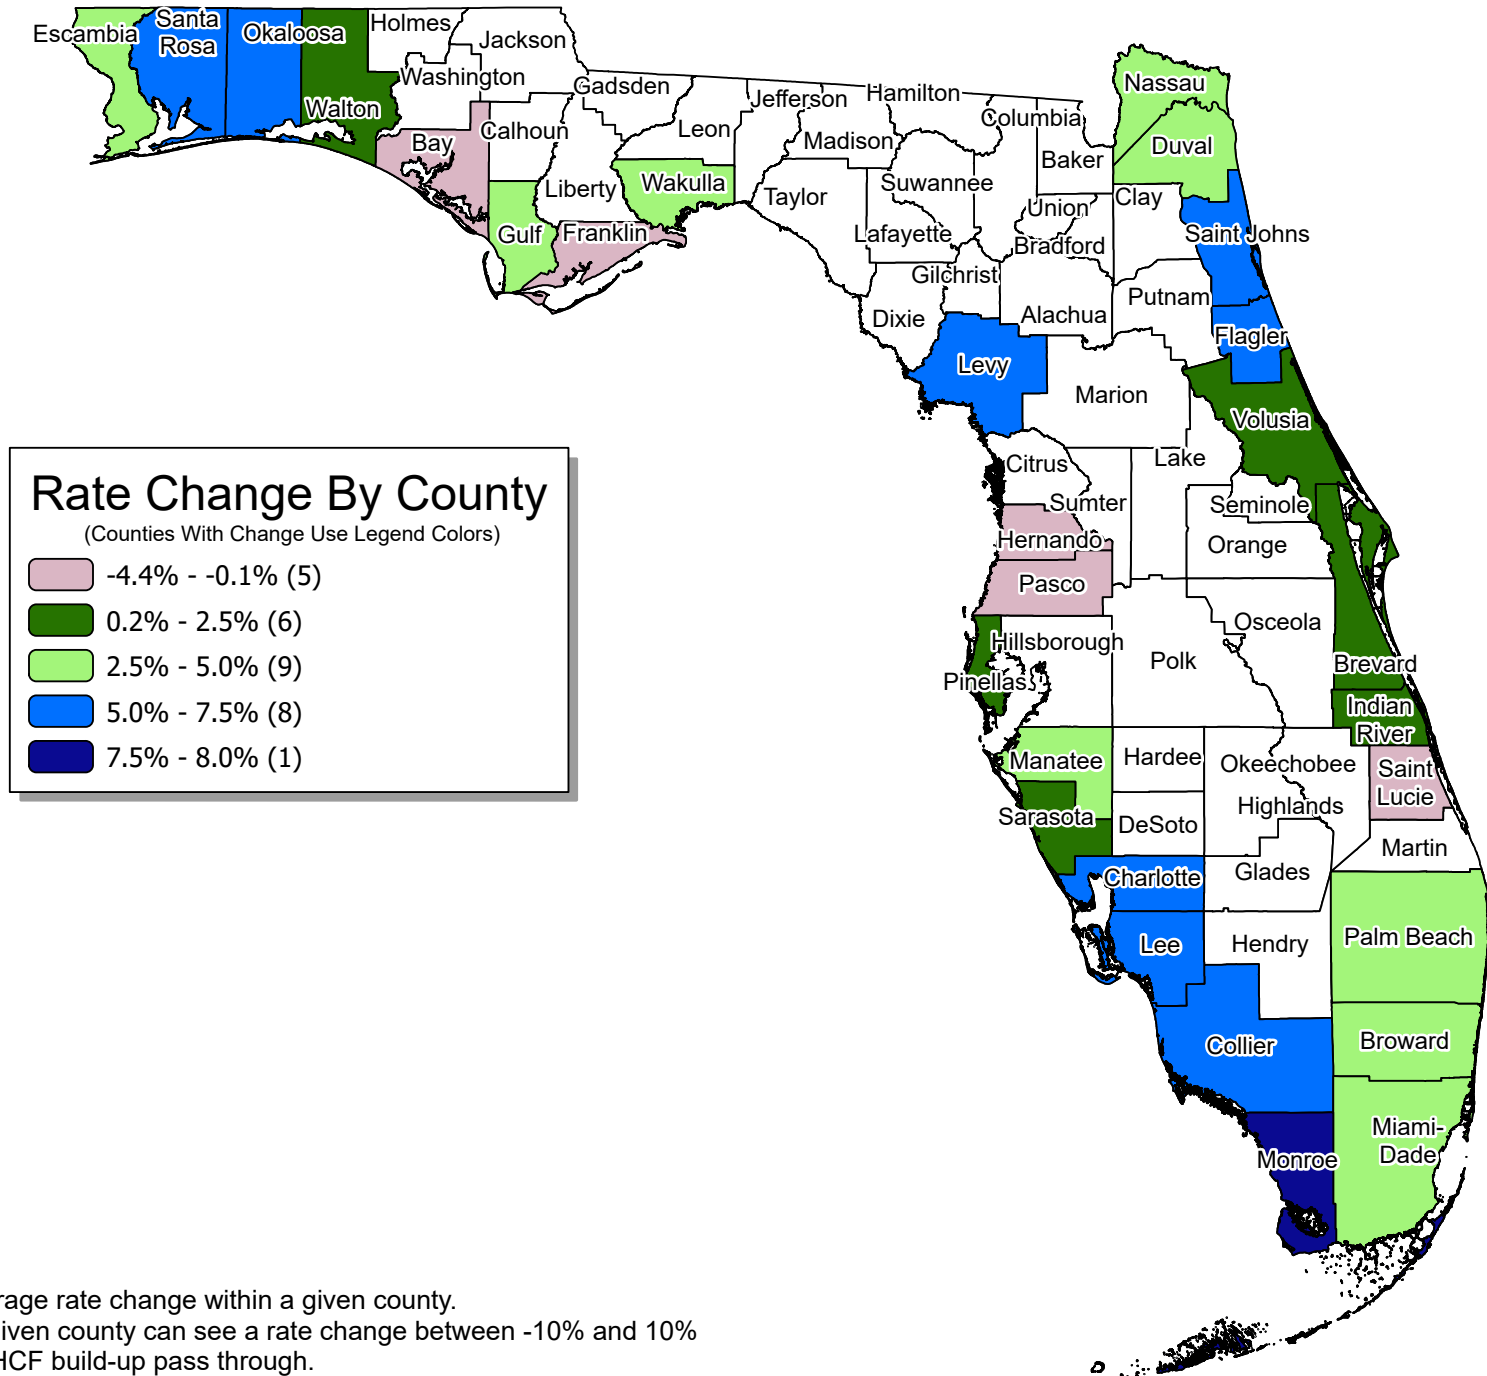 Escambia
Santa
Rosa
Okaloosa
Walton
Holmes
Jackson
Washington
Bay
Calhoun
Gulf
Gadsden
Liberty
Franklin
Leon
Wakulla
Jefferson
Madison
Taylor
Hamilton
Suwannee
Lafayette
Columbia
Baker
Union
Bradford
Gilchrist
Dixie
Alachua
Nassau
Duval
Clay
Saint Johns
Putnam
Flagler
Levy
Marion
Volusia
Citrus
Lake
Sumter
Seminole
Hernando
Orange
Pasco
Osceola
Hillsborough
Polk
Pinellas
Brevard
Indian
River
Manatee
Hardee
Okeechobee
Saint
Lucie
Highlands
Sarasota
DeSoto
Martin
Charlotte
Glades
Lee
Hendry
Palm Beach
Collier
Broward
Miami-
Dade
Monroe
Rate Change By County
(Counties With Change Use Legend Colors)
-4.4% - -0.1% (5)
0.2% - 2.5% (6)
2.5% - 5.0% (9)
5.0% - 7.5% (8)
7.5% - 8.0% (1)
rage rate change within a given county.
iven county can see a rate change between -10% and 10%
HCF build-up pass through.